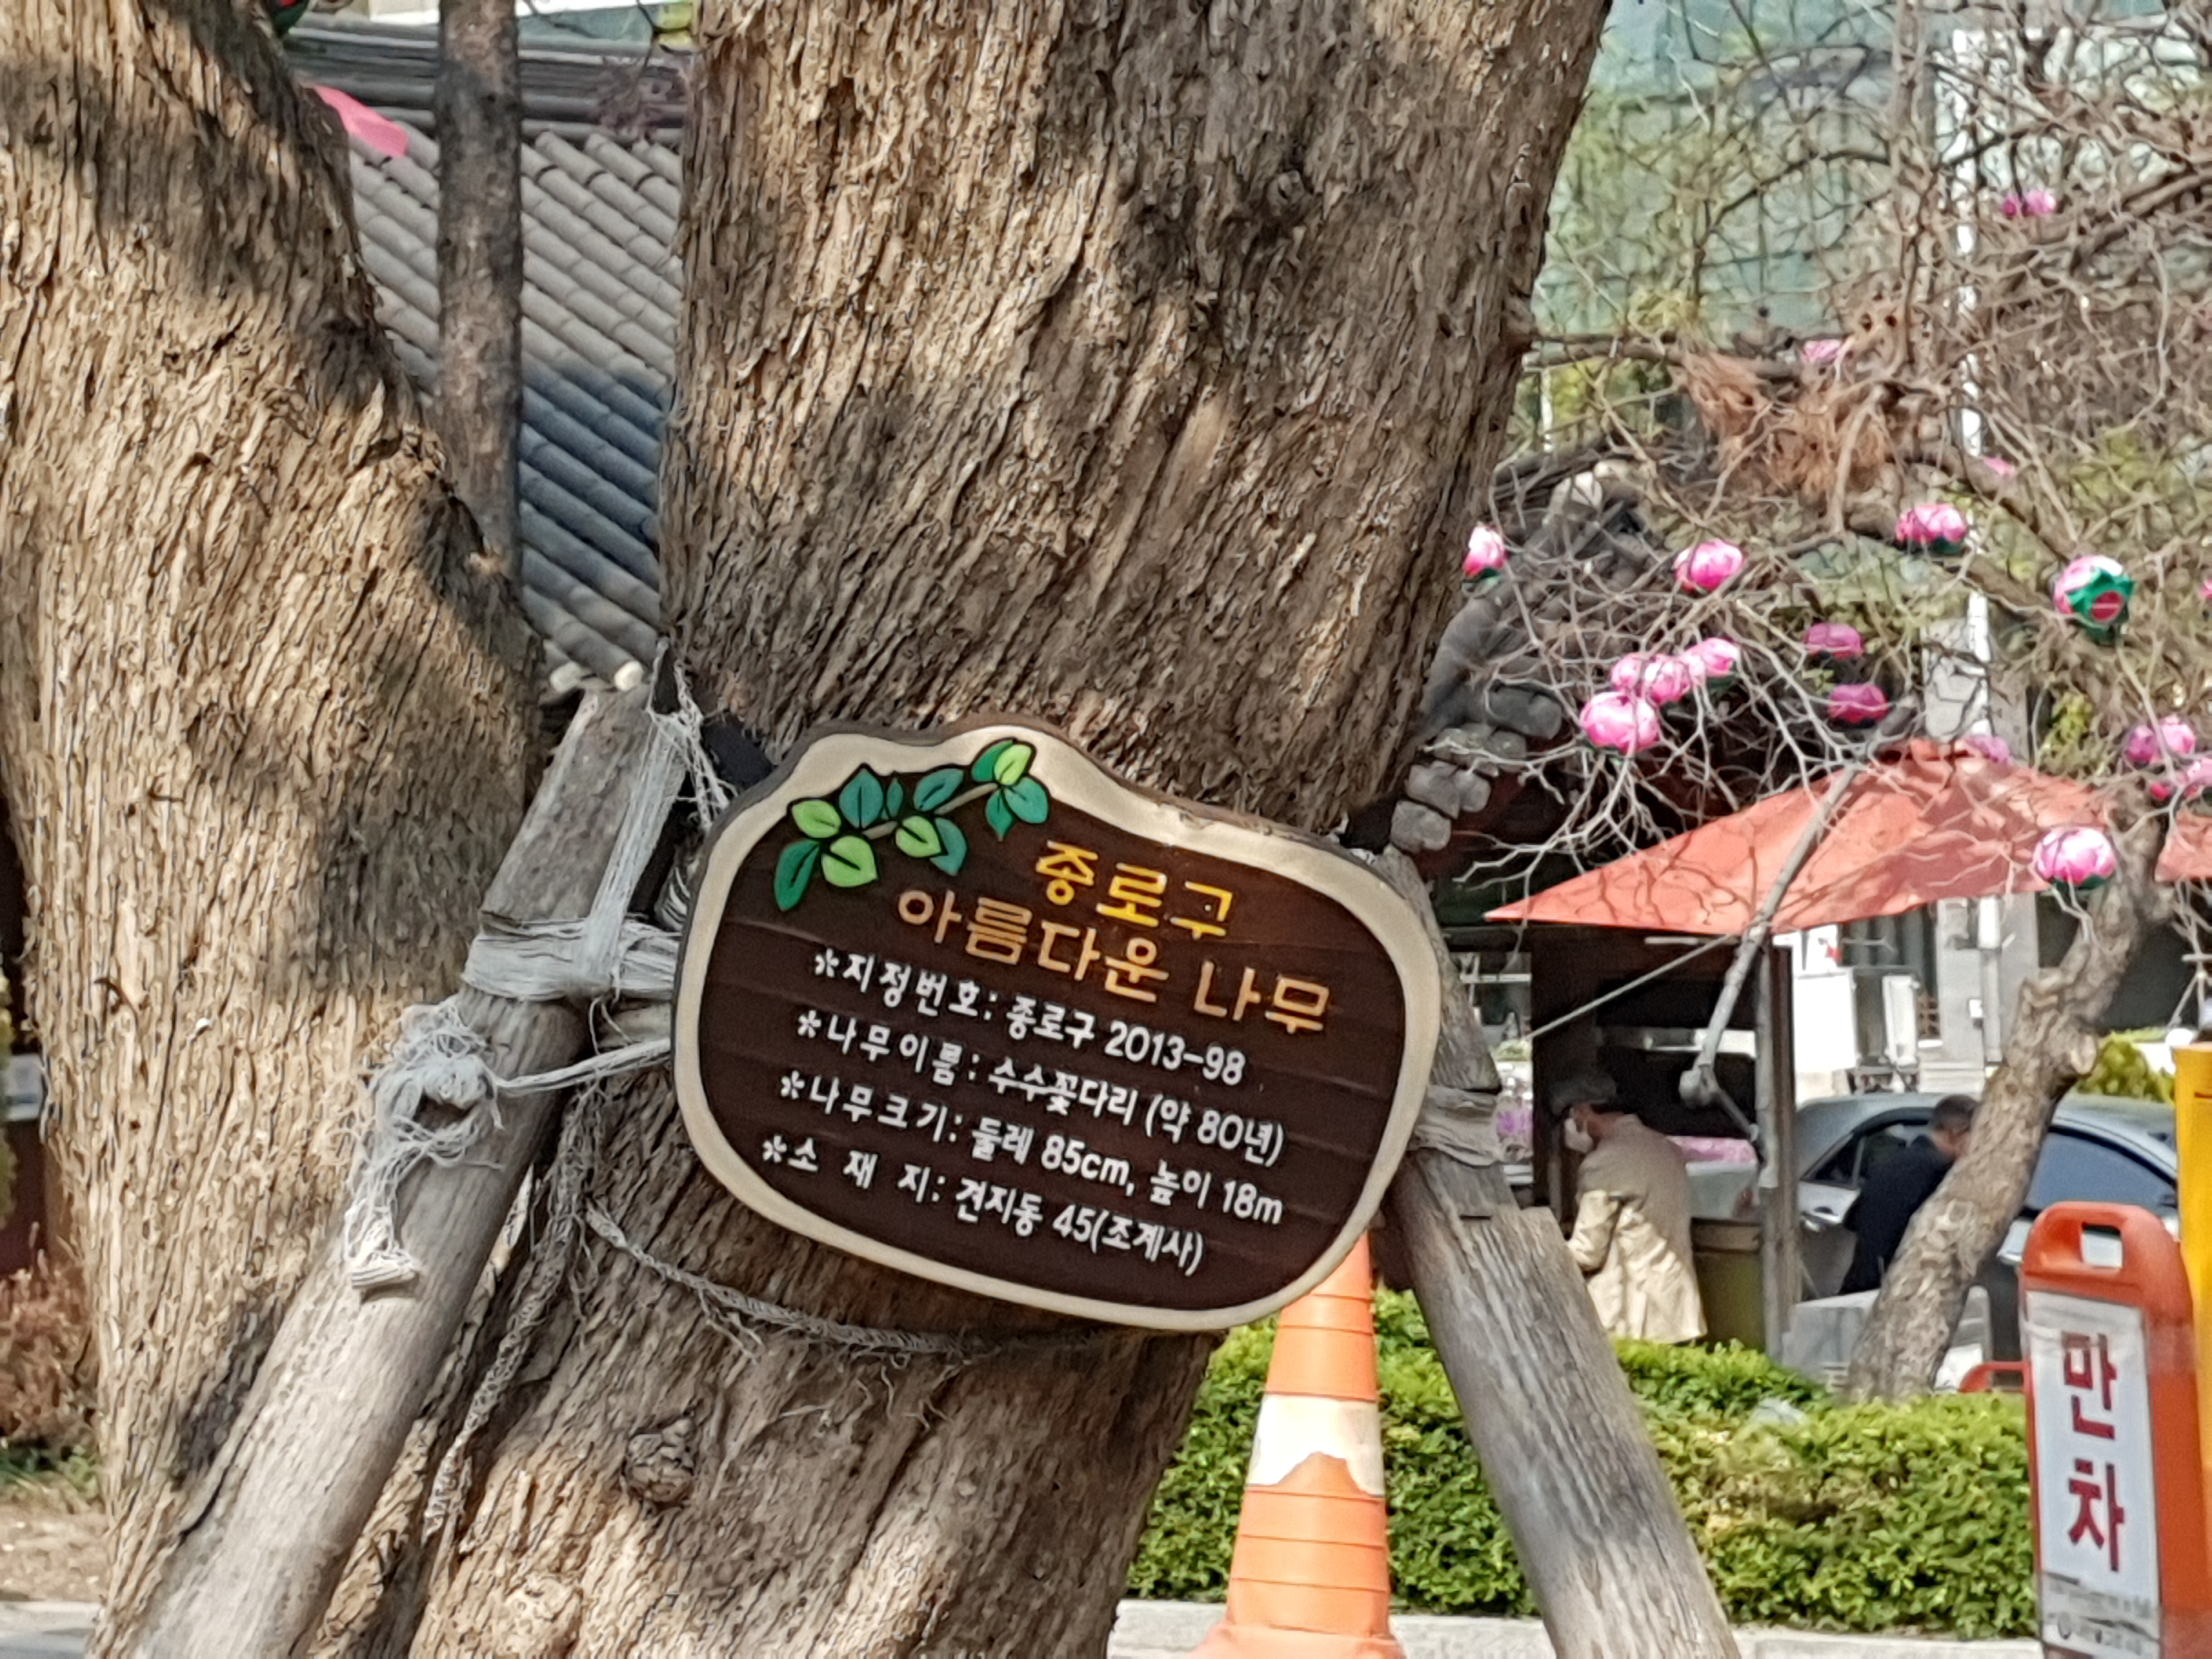 종로구
아름다운 나무
*지정번호: 종로구 2013-98
*나무이름: 수수꽃다리 (약 80년)
*나무크기: 둘레 85cm, 높이 18m
*소 재 지: 견지동 45(조계사)
만차